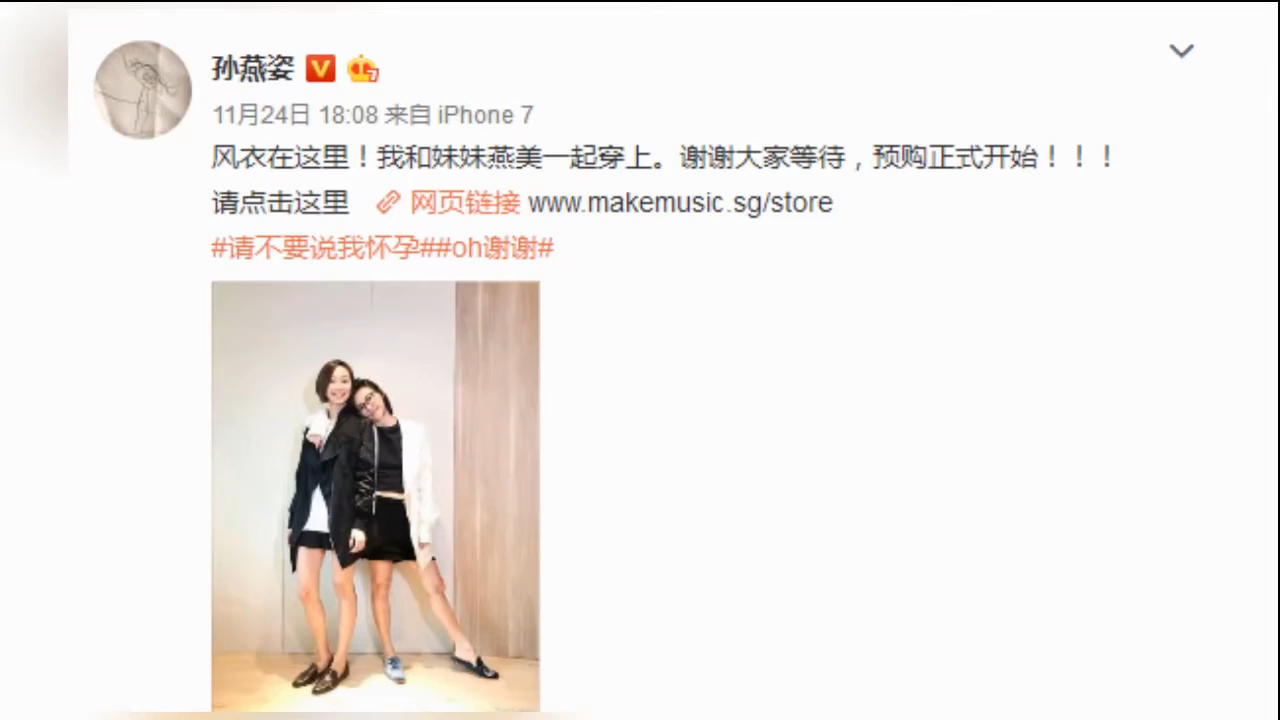 孙燕姿
11月24日 18:08 来自 iPhone 7
风衣在这里！我和妹妹燕美一起穿上。谢谢大家等待，预购正式开始！！！
请点击这里 网页链接 www.makemusic.sg/store
#请不要说我怀孕##oh谢谢#